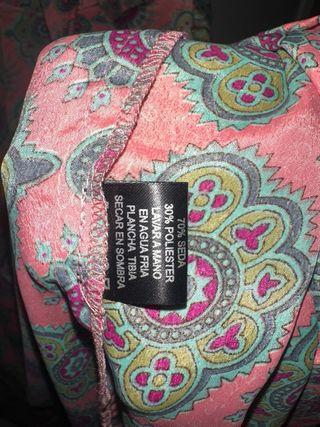 70% SEDA
30% POLIESTER
LAVAR A MANO
EN AGUA FRIA
PLANCHA TIBIA
SECAR EN SOMBRA